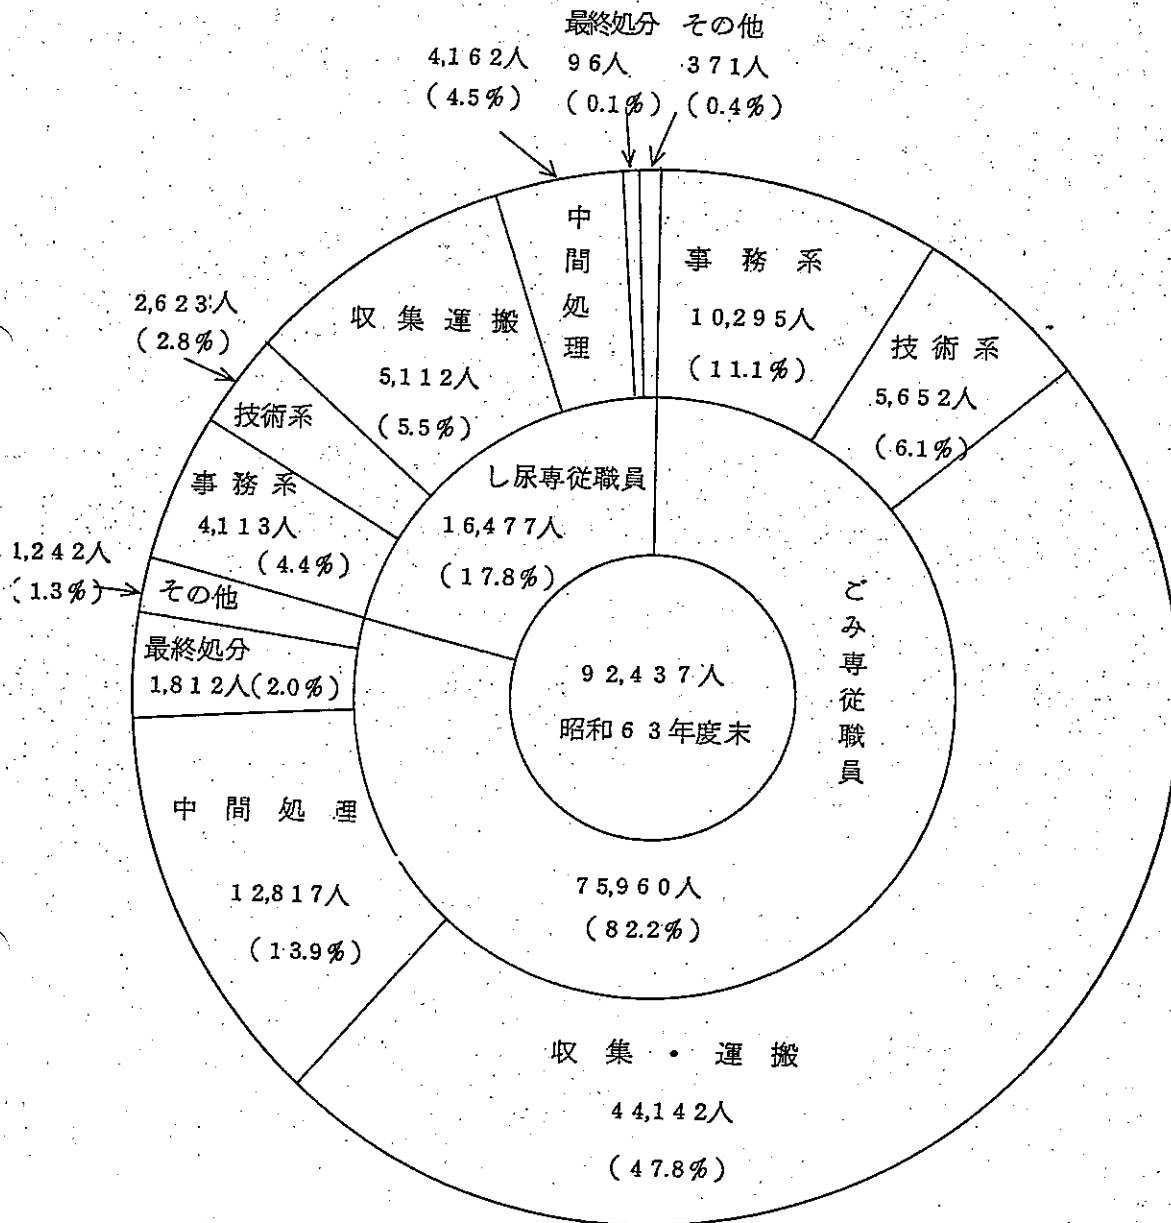 最終処分 その他
4,162人 96人 371人
(4.5%) (0.1%) (0.4%)
中間処理
事務系
10,295人
(11.1%)
技術系
5,652人
(6.1%)
2,623人
(2.8%)
収集運搬
5,112人
(5.5%)
技術系
事務系
4,113人
(4.4%)
し尿専従職員
16,477人
(17.8%)
1,242人
(1.3%)
その他
最終処分
1,812人(2.0%)
ごみ専従職員
92,437人
昭和63年度末
中間処理
12,817人
(13.9%)
75,960人
(82.2%)
収集・運搬
44,142人
(47.8%)